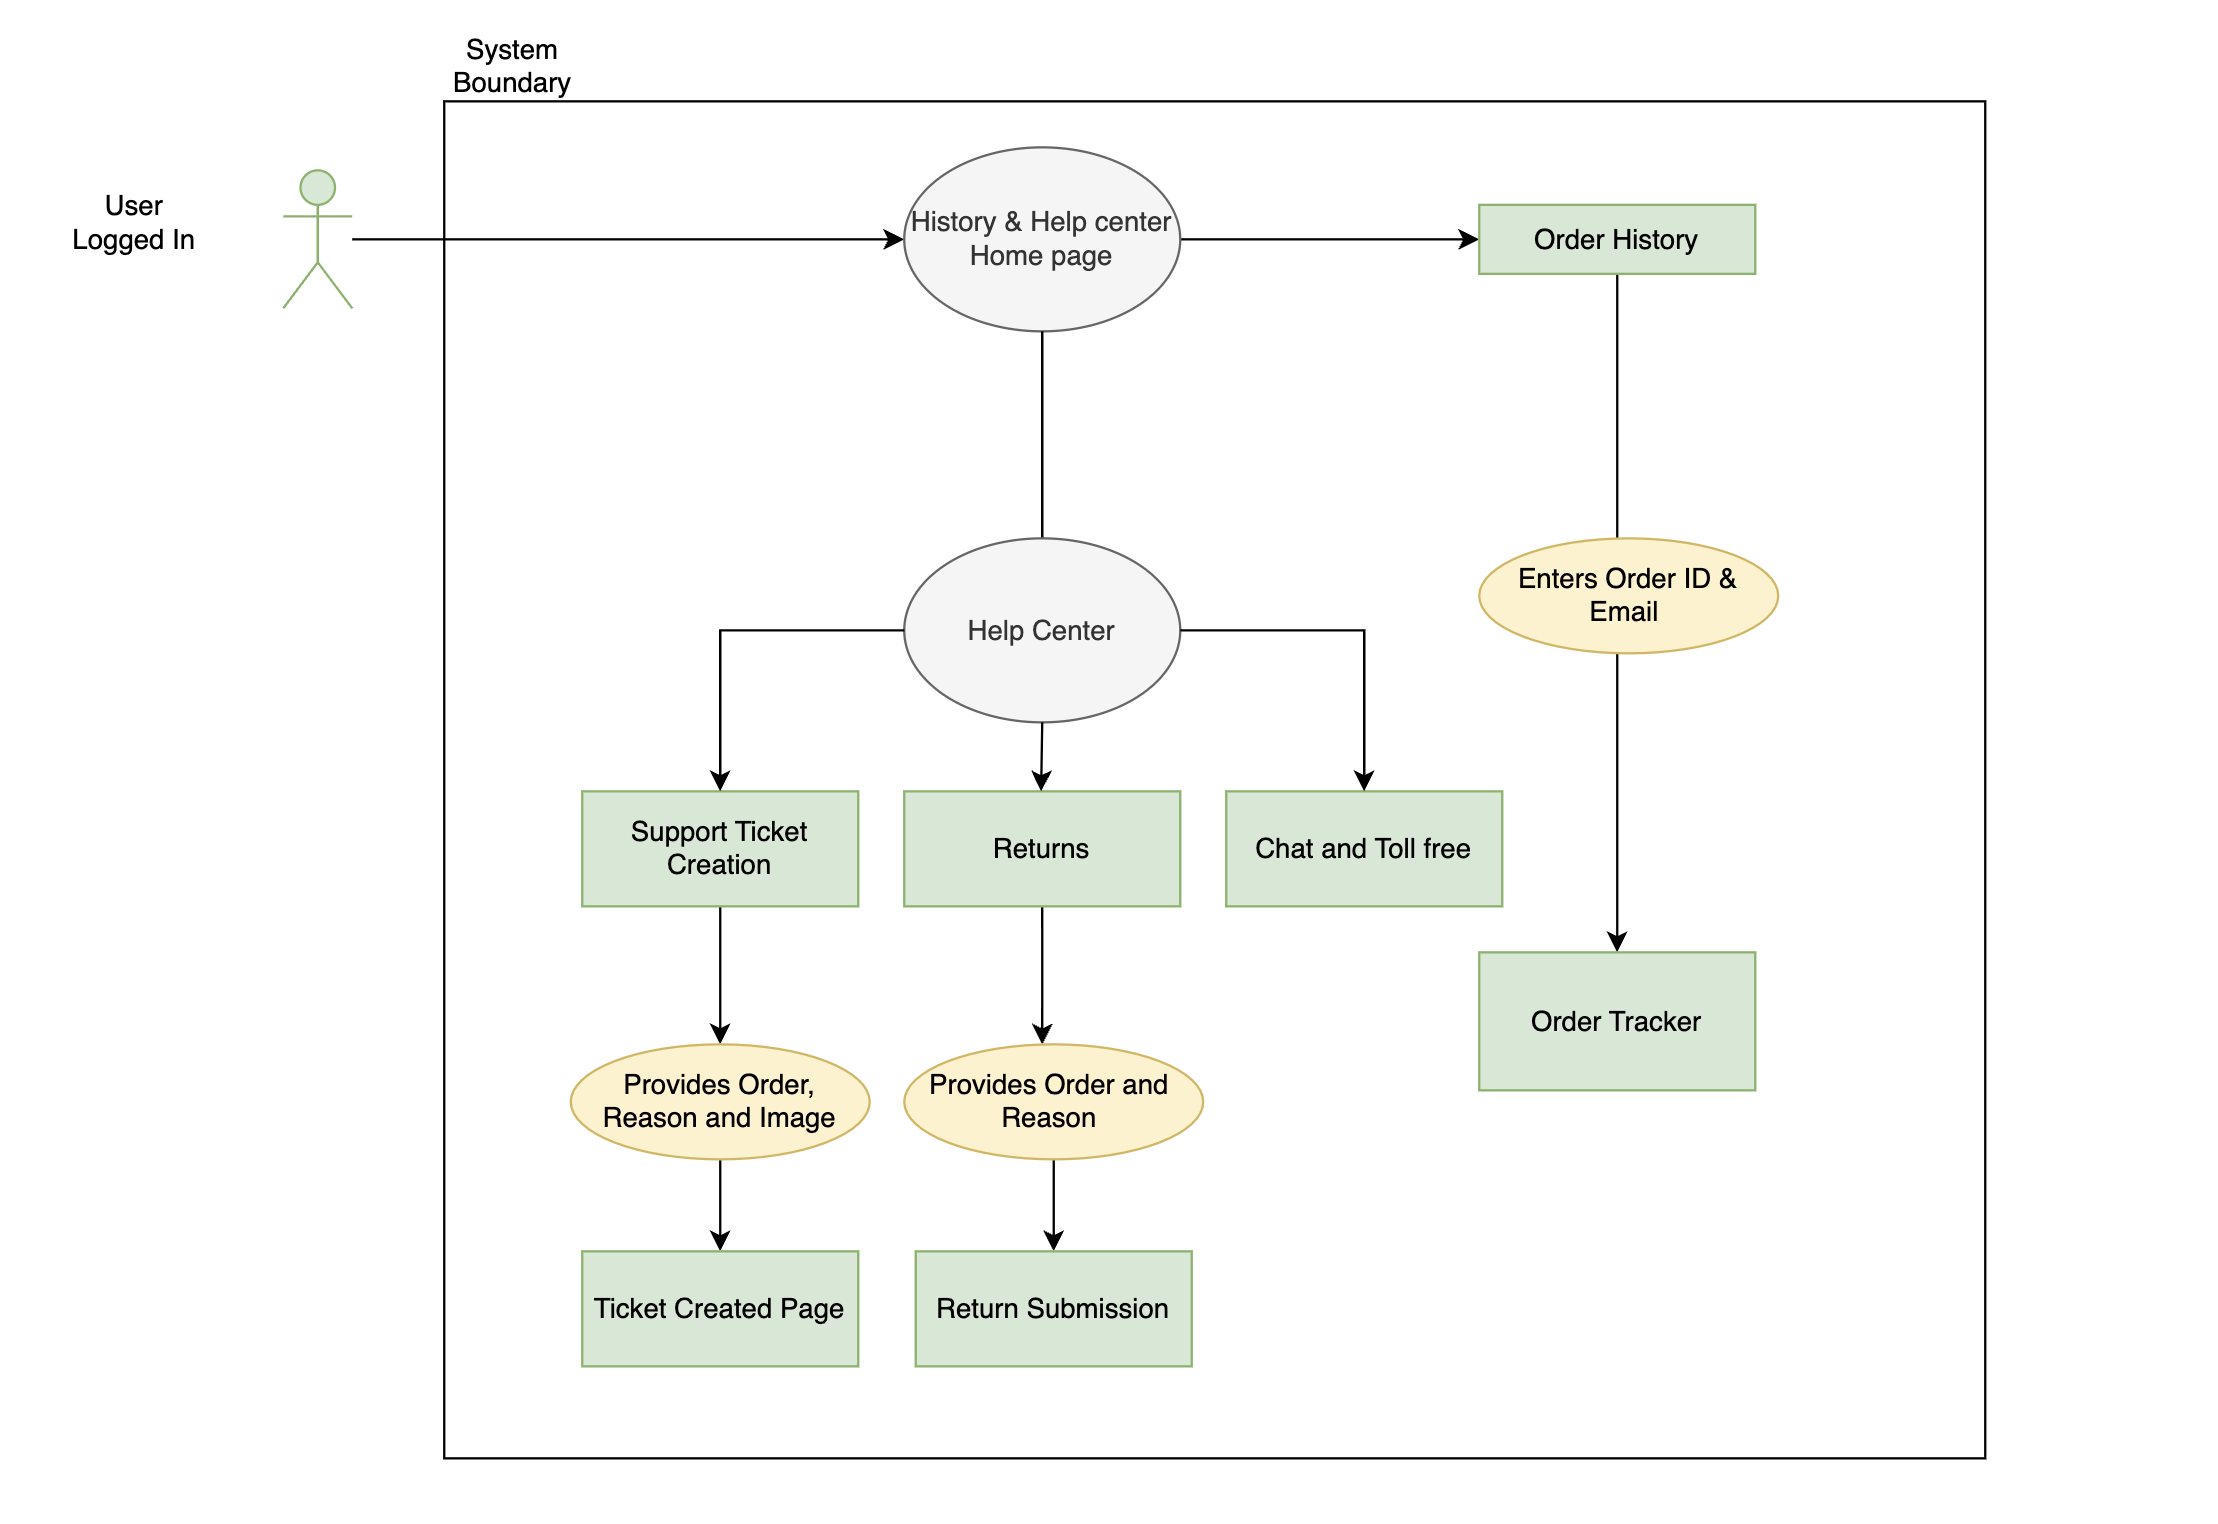 System
Boundary
User
Logged In
History & Help center
Home page
Order History
Enters Order ID &
Email
Help Center
Support Ticket
Creation
Returns
Chat and Toll free
Order Tracker
Provides Order,
Reason and Image
Provides Order and
Reason
Ticket Created Page
Return Submission